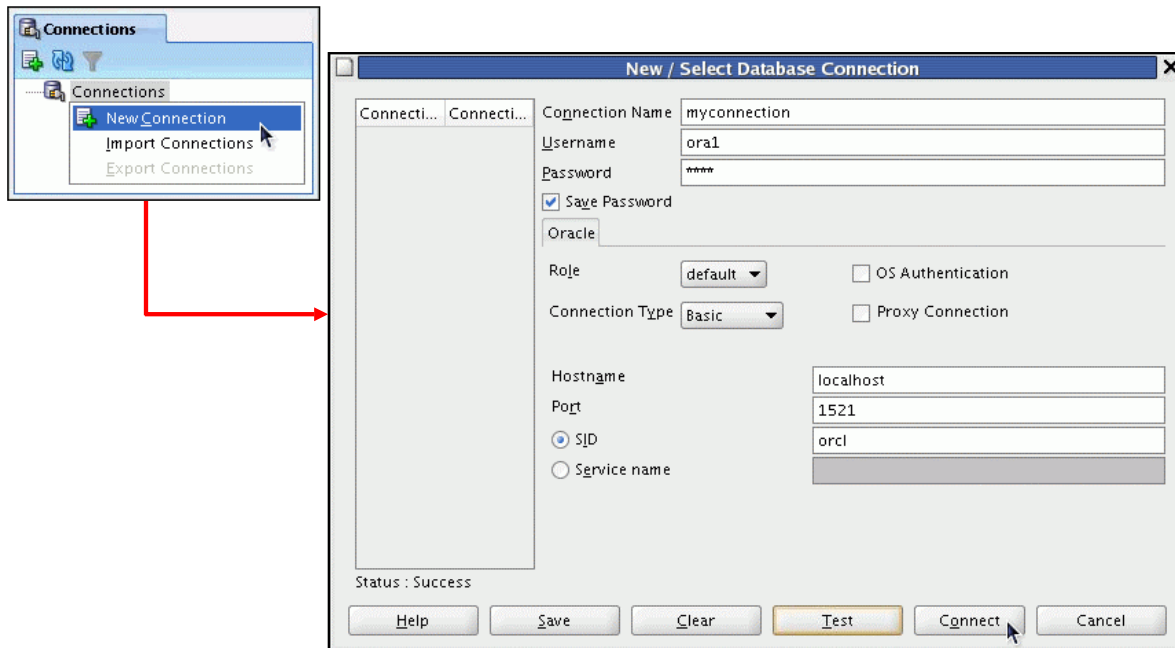 Connections
Connections
New Connection
Import Connections
Export Connections
New / Select Database Connection
Connecti... Connecti...
Connection Name myconnection
Username ora1
Password ****
Save Password
Oracle
Role default OS Authentication
Connection Type Basic Proxy Connection
Hostname localhost
Port 1521
SID orcl
Service name
Status : Success
Help Save Clear Test Connect Cancel